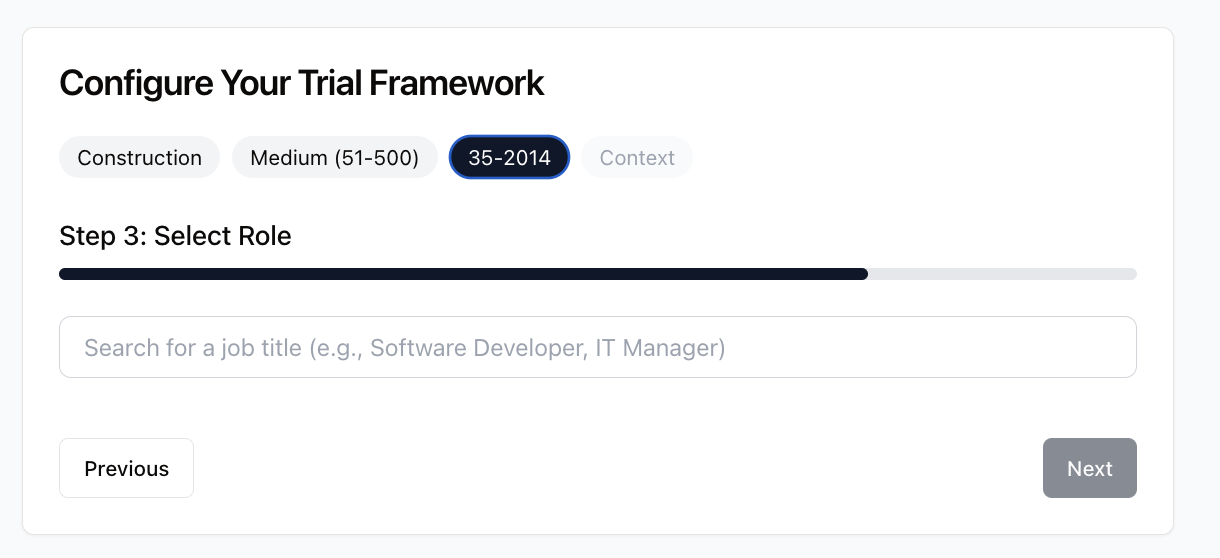 Configure Your Trial Framework
Construction Medium (51-500) 35-2014 Context
Step 3: Select Role
Search for a job title (e.g., Software Developer, IT Manager)
Previous Next